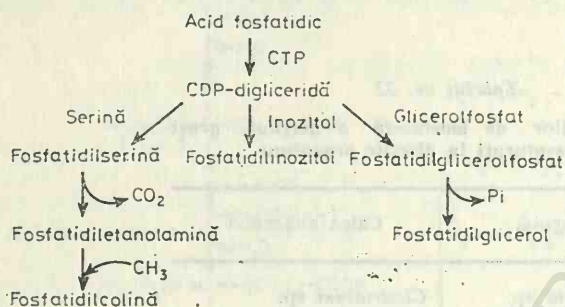 Acid fosfatidic
CTP
CDP-digliceridă
Serină
Inozitol
Glicerolfosfat
Fosfatidilserină
Fosfatidilinozitol
Fosfatidilglicerolfosfat
CO2
Pi
Fosfatidiletanolamină
Fosfatidilglicerol
CH3
Fosfatidilcolină